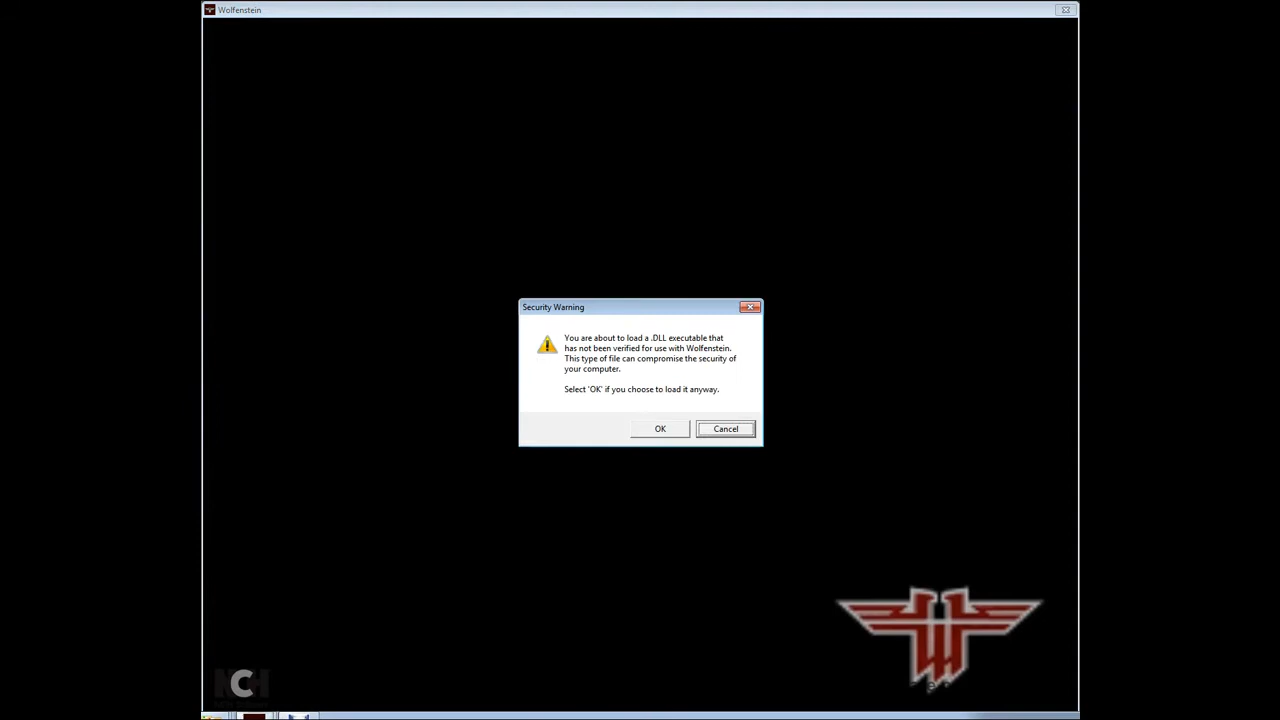 Wolfenstein
Security Warning
You are about to load a .DLL executable that
has not been verified for use with Wolfenstein.
This type of file can compromise the security of
your computer.
Select 'OK' if you choose to load it anyway.
OK
Cancel
NCH